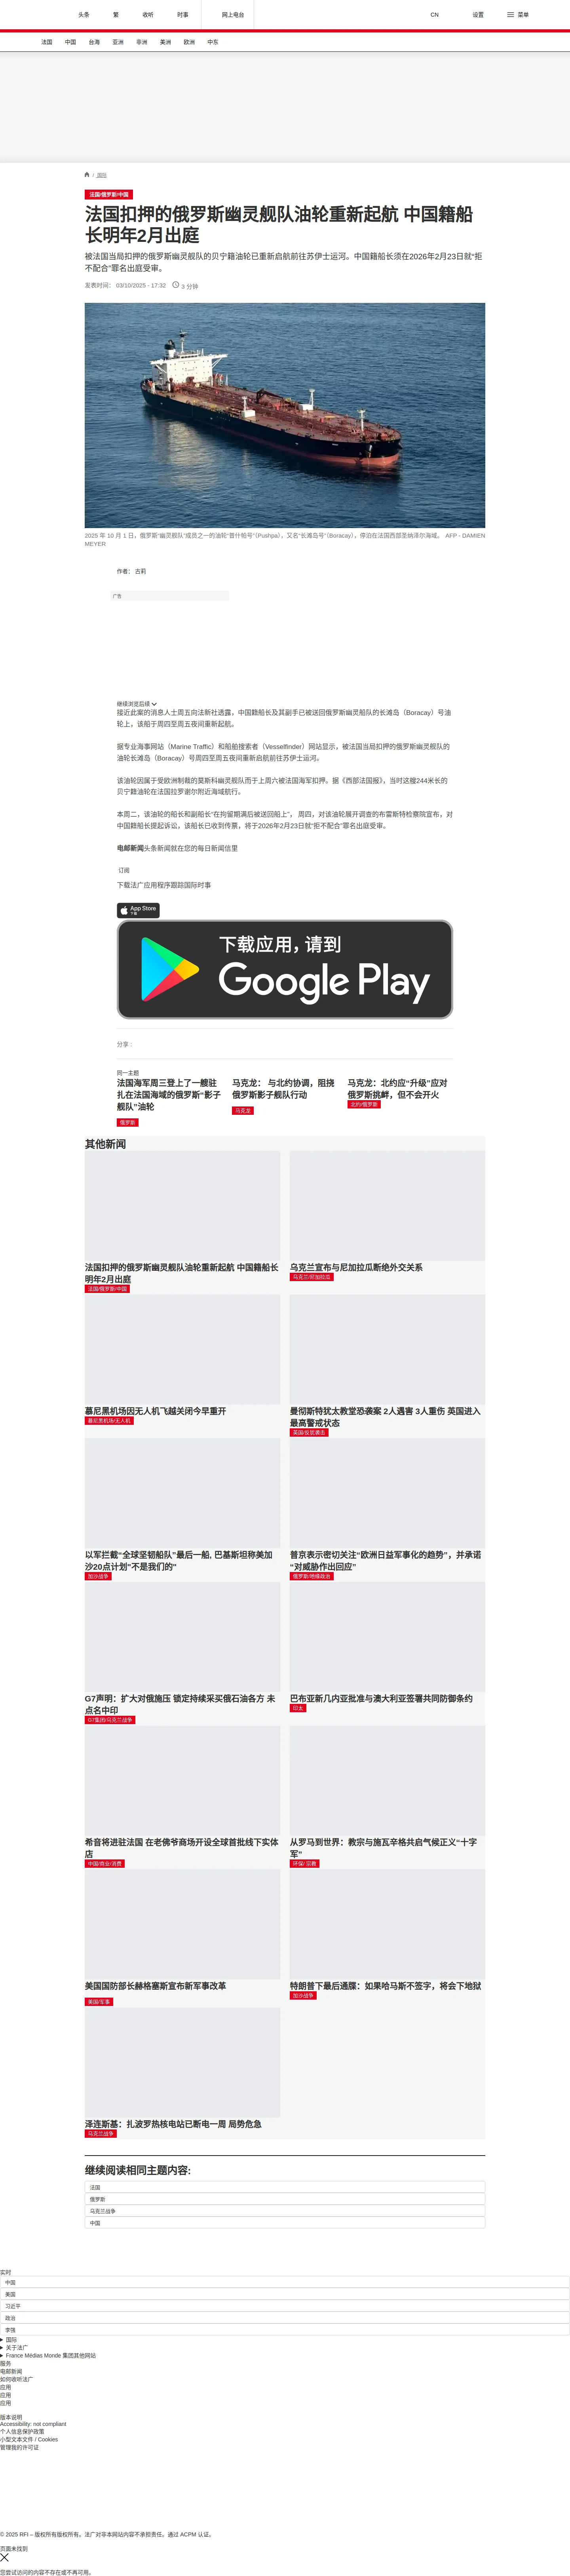 头条 繁 收听 时事 网上电台 CN 设置 菜单
法国 中国 台海 亚洲 非洲 美洲 欧洲 中东
/ 国际
法国/俄罗斯/中国
法国扣押的俄罗斯幽灵舰队油轮重新起航 中国籍船
长明年2月出庭
被法国当局扣押的俄罗斯幽灵舰队的贝宁籍油轮已重新启航前往苏伊士运河。中国籍船长须在2026年2月23日就“拒
不配合”罪名出庭受审。
发表时间： 03/10/2025 - 17:32 3 分钟
2025 年 10 月 1 日，俄罗斯“幽灵舰队”成员之一的油轮“普什帕号”（Pushpa），又名“长滩岛号”（Boracay），停泊在法国西部圣纳泽尔海域。 AFP - DAMIEN
MEYER
作者： 古莉
广告
继续浏览后续
接近此案的消息人士周五向法新社透露，中国籍船长及其副手已被送回俄罗斯幽灵船队的长滩岛（Boracay）号油
轮上，该船于周四至周五夜间重新起航。
据专业海事网站（Marine Traffic）和船舶搜索者（Vesselfinder）网站显示，被法国当局扣押的俄罗斯幽灵舰队的
油轮长滩岛（Boracay）号周四至周五夜间重新启航前往苏伊士运河。
该油轮因属于受欧洲制裁的莫斯科幽灵舰队而于上周六被法国海军扣押。据《西部法国报》，当时这艘244米长的
贝宁籍油轮在法国拉罗谢尔附近海域航行。
本周二，该油轮的船长和副船长“在拘留期满后被送回船上”。 周四，对该油轮展开调查的布雷斯特检察院宣布，对
中国籍船长提起诉讼，该船长已收到传票，将于2026年2月23日就“拒不配合”罪名出庭受审。
电邮新闻头条新闻就在您的每日新闻信里
订阅
下载法广应用程序跟踪国际时事
App Store
下载
下载应用，请到
Google Play
分享 :
同一主题
法国海军周三登上了一艘驻
扎在法国海域的俄罗斯“影子
舰队”油轮
俄罗斯
马克龙： 与北约协调，阻挠
俄罗斯影子舰队行动
马克龙
马克龙：北约应“升级”应对
俄罗斯挑衅，但不会开火
北约/俄罗斯
其他新闻
法国扣押的俄罗斯幽灵舰队油轮重新起航 中国籍船长
明年2月出庭
法国/俄罗斯/中国
乌克兰宣布与尼加拉瓜断绝外交关系
乌克兰/尼加拉瓜
慕尼黑机场因无人机飞越关闭今早重开
慕尼黑机场/无人机
曼彻斯特犹太教堂恐袭案 2人遇害 3人重伤 英国进入
最高警戒状态
英国/反犹袭击
以军拦截“全球坚韧船队”最后一船, 巴基斯坦称美加
沙20点计划"不是我们的"
加沙战争
普京表示密切关注“欧洲日益军事化的趋势”，并承诺
“对威胁作出回应”
俄罗斯/地缘政治
G7声明：扩大对俄施压 锁定持续采买俄石油各方 未
点名中印
G7集团/乌克兰战争
巴布亚新几内亚批准与澳大利亚签署共同防御条约
印太
希音将进驻法国 在老佛爷商场开设全球首批线下实体
店
中国/商业/消费
从罗马到世界：教宗与施瓦辛格共启气候正义“十字
军”
环保/ 宗教
美国国防部长赫格塞斯宣布新军事改革
美国/军事
特朗普下最后通牒：如果哈马斯不签字，将会下地狱
加沙战争
泽连斯基：扎波罗热核电站已断电一周 局势危急
乌克兰战争
继续阅读相同主题内容:
法国
俄罗斯
乌克兰战争
中国
实时
中国
美国
习近平
政治
李强
国际
关于法广
France Médias Monde 集团其他网站
服务
电邮新闻
如何收听法广
应用
应用
应用
版本说明
Accessibility: not compliant
个人信息保护政策
小型文本文件 / Cookies
管理我的许可证
© 2025 RFI – 版权所有版权所有。法广对非本网站内容不承担责任。通过 ACPM 认证。
页面未找到
您尝试访问的内容不存在或不再可用。